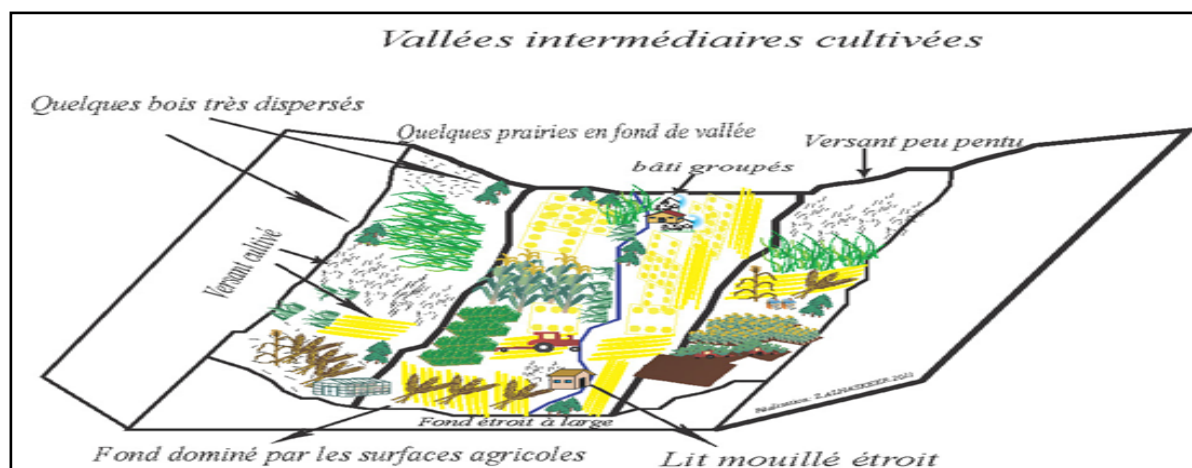 Vallées intermédiaires cultivées
Quelques bois très dispersés
Quelques prairies en fond de vallée
Versant peu pentu
bâti groupés
Versant cultivé
Fond étroit à large
Fond dominé par les surfaces agricoles
Lit mouillé étroit